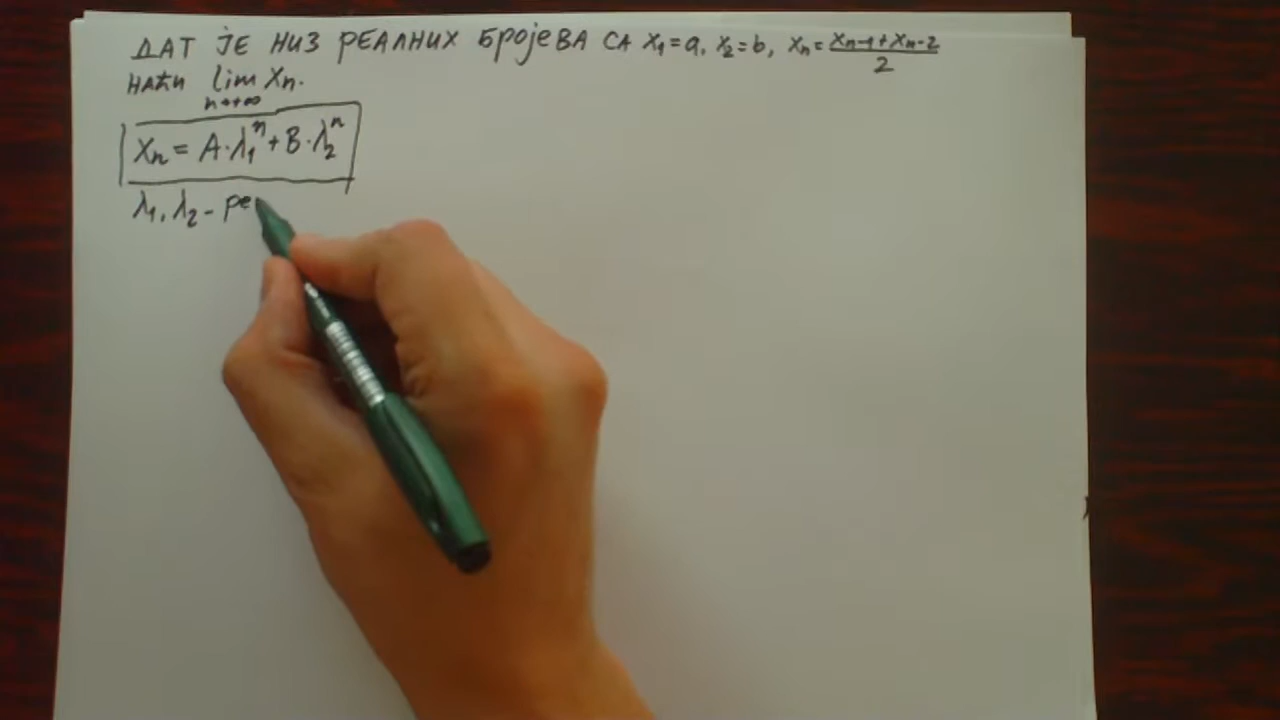 ДАТ ЈЕ НИЗ РЕАЛНИХ БРОЈЕВА СА x₁=a, x₂=b, xₙ = (xₙ₋₁+xₙ₋₂)/2
НАЋИ lim xₙ.
n→+∞
xₙ = A·λ₁ⁿ + B·λ₂ⁿ
λ₁, λ₂ - ре